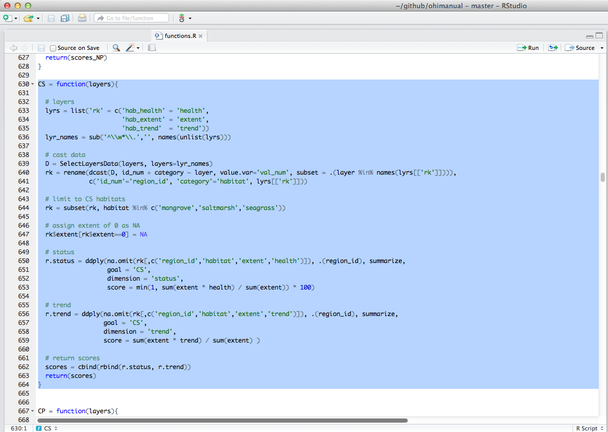 ~/github/ohimanual - master - RStudio
Go to file/function
functions.R
Source on Save
Run
Source
627 return(scores_NP)
628 }
629
630 CS = function(layers){
631
632 # layers
633 lyrs = list('rk' = c('hab_health' = 'health',
634 'hab_extent' = 'extent',
635 'hab_trend' = 'trend'))
636 lyr_names = sub('^\\w*\\.','', names(unlist(lyrs)))
637
638 # cast data
639 D = SelectLayersData(layers, layers=lyr_names)
640 rk = rename(dcast(D, id_num + category ~ layer, value.var='val_num', subset = .(layer %in% names(lyrs[['rk']]))),
641 c('id_num'='region_id', 'category'='habitat', lyrs[['rk']]))
642
643 # limit to CS habitats
644 rk = subset(rk, habitat %in% c('mangrove','saltmarsh','seagrass'))
645
646 # assign extent of 0 as NA
647 rk$extent[rk$extent==0] = NA
648
649 # status
650 r.status = ddply(na.omit(rk[,c('region_id','habitat','extent','health')]), .(region_id), summarize,
651 goal = 'CS',
652 dimension = 'status',
653 score = min(1, sum(extent * health) / sum(extent)) * 100)
654
655 # trend
656 r.trend = ddply(na.omit(rk[,c('region_id','habitat','extent','trend')]), .(region_id), summarize,
657 goal = 'CS',
658 dimension = 'trend',
659 score = sum(extent * trend) / sum(extent) )
660
661 # return scores
662 scores = cbind(rbind(r.status, r.trend))
663 return(scores)
664 }
665
666
667 CP = function(layers){
668
630:1 CS R Script